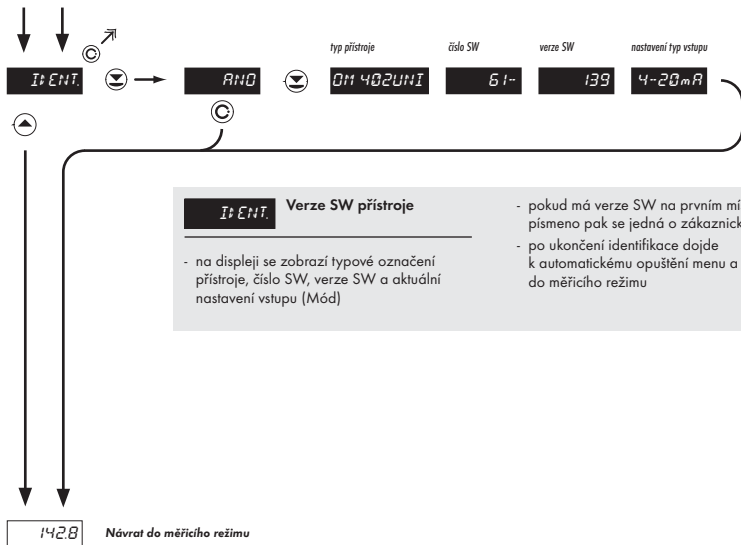 typ přístroje číslo SW verze SW nastavení typ vstupu
IDENT. ANO OM 402UNI 61- 139 4-20mA
IDENT. Verze SW přístroje
- na displeji se zobrazí typové označení
přístroje, číslo SW, verze SW a aktuální
nastavení vstupu (Mód)
- pokud má verze SW na prvním mí
písmeno pak se jedná o zákaznick
- po ukončení identifikace dojde
k automatickému opuštění menu a
do měřicího režimu
142.8 Návrat do měřicího režimu